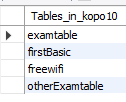 Tables_in_kopo10
examtable
firstBasic
freewifi
otherExamtable